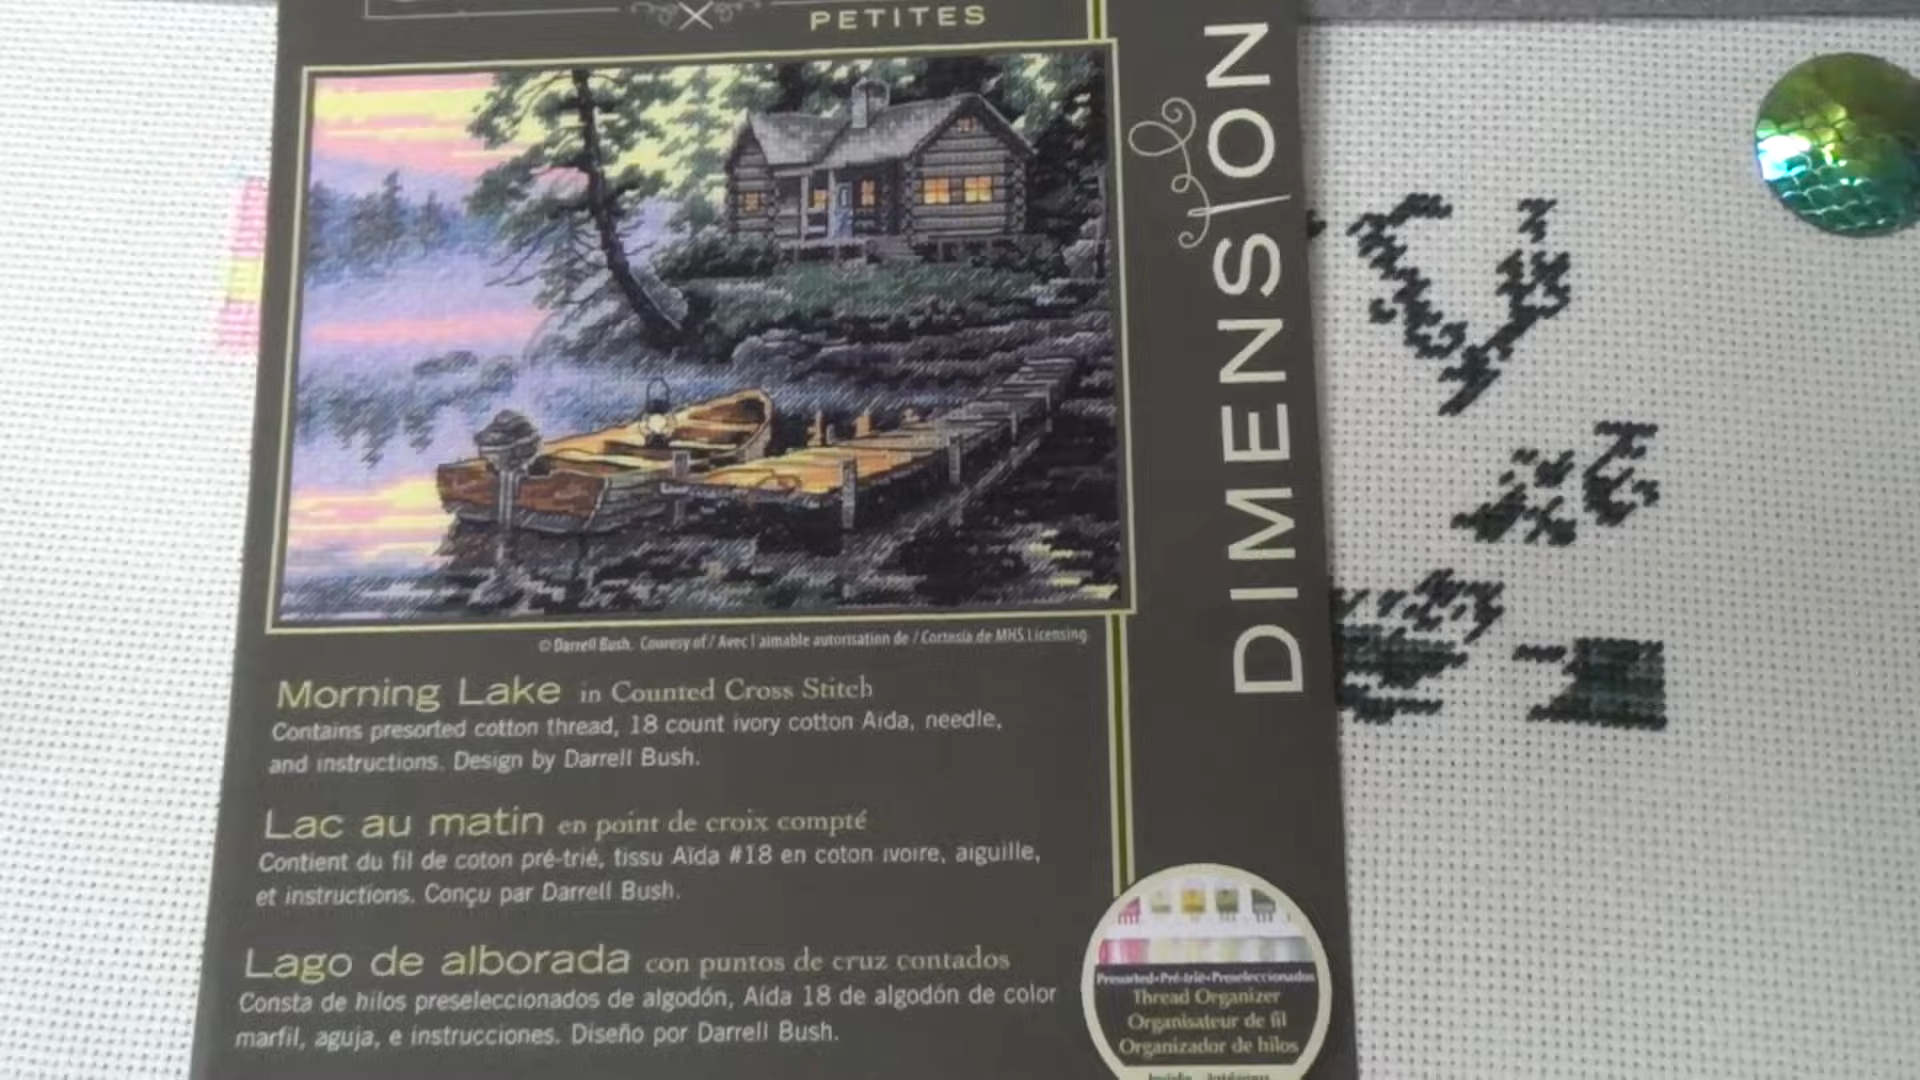 PETITES
DIMENSION
© Darrell Bush. Couresy of / Avec l'aimable autorisation de / Cortesía de MHS Licensing
Morning Lake in Counted Cross Stitch
Contains presorted cotton thread, 18 count ivory cotton Aida, needle,
and instructions. Design by Darrell Bush.
Lac au matin en point de croix compté
Contient du fil de coton pré-trié, tissu Aïda #18 en coton ivoire, aiguille,
et instructions. Conçu par Darrell Bush.
Lago de alborada con puntos de cruz contados
Consta de hilos preseleccionados de algodón, Aída 18 de algodón de color
marfil, aguja, e instrucciones. Diseño por Darrell Bush.
Presorted•Pré-trié•Preseleccionados
Thread Organizer
Organisateur de fil
Organizador de hilos